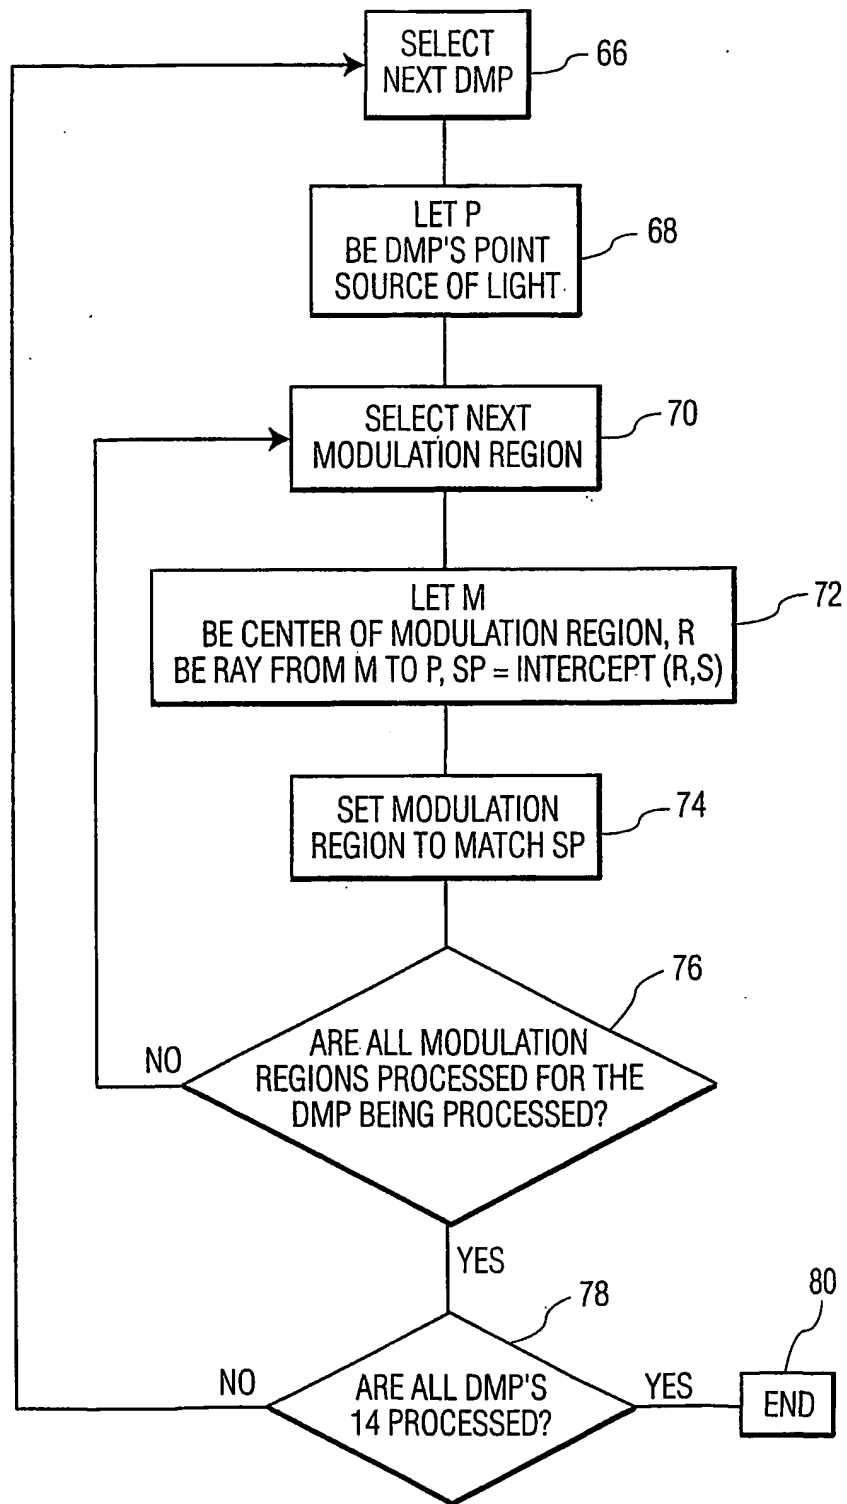 SELECT
NEXT DMP
66
LET P
BE DMP'S POINT
SOURCE OF LIGHT
68
SELECT NEXT
MODULATION REGION
70
LET M
BE CENTER OF MODULATION REGION, R
BE RAY FROM M TO P, SP = INTERCEPT (R,S)
72
SET MODULATION
REGION TO MATCH SP
74
76
ARE ALL MODULATION
REGIONS PROCESSED FOR THE
DMP BEING PROCESSED?
NO
YES
78
80
ARE ALL DMP'S
14 PROCESSED?
NO
YES
END